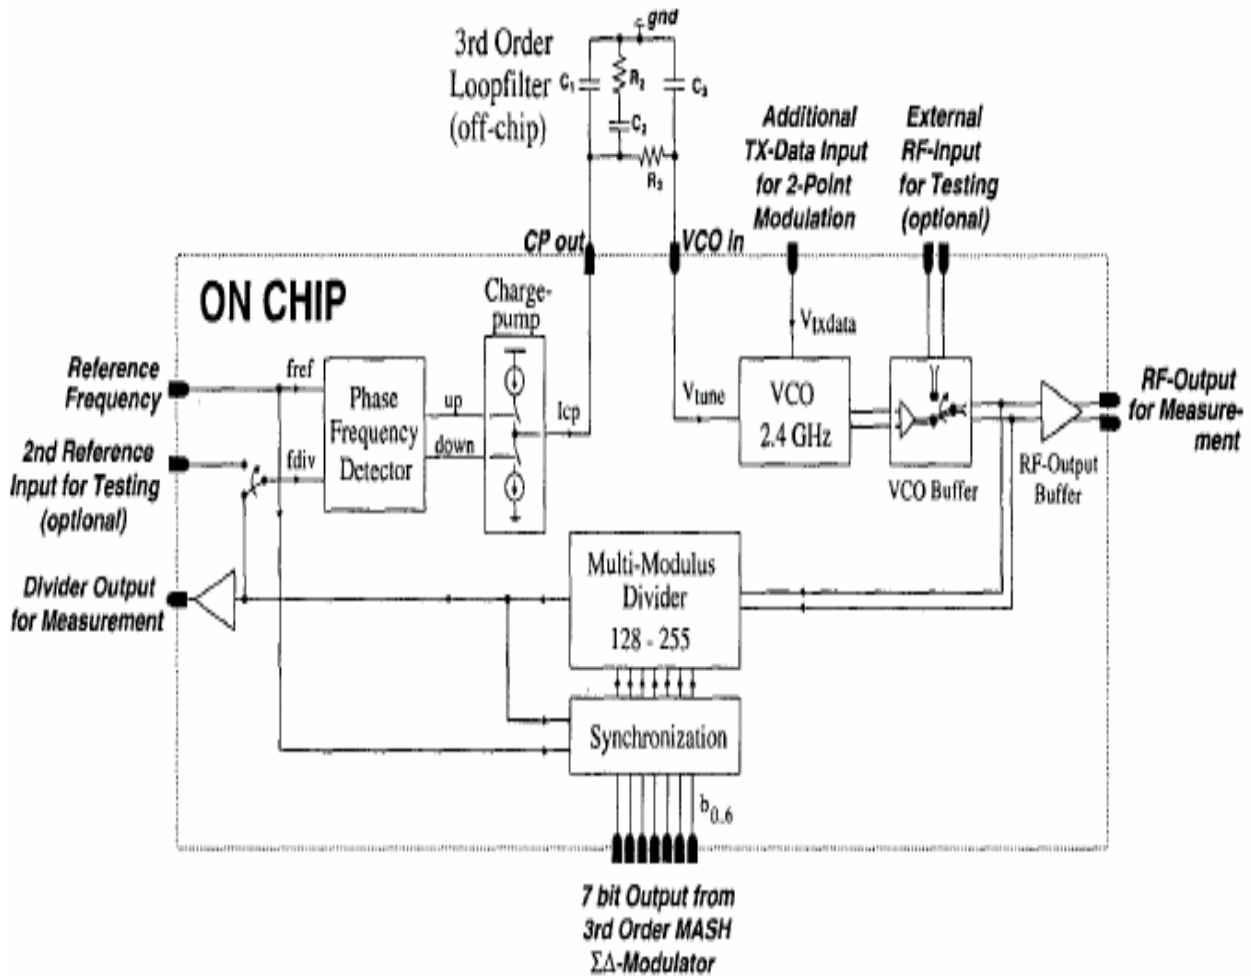 gnd
3rd Order
Loopfilter
(off-chip)
C1
R2
C3
C2
R3
Additional
TX-Data Input
for 2-Point
Modulation
External
RF-Input
for Testing
(optional)
CP out
VCO in
ON CHIP
Charge-
pump
Vtxdata
Reference
Frequency
fref
Phase
Frequency
Detector
up
down
Icp
Vtune
VCO
2.4 GHz
VCO Buffer
RF-Output
Buffer
RF-Output
for Measure-
ment
2nd Reference
Input for Testing
(optional)
fdiv
Divider Output
for Measurement
Multi-Modulus
Divider
128 - 255
Synchronization
b0..6
7 bit Output from
3rd Order MASH
ΣΔ-Modulator